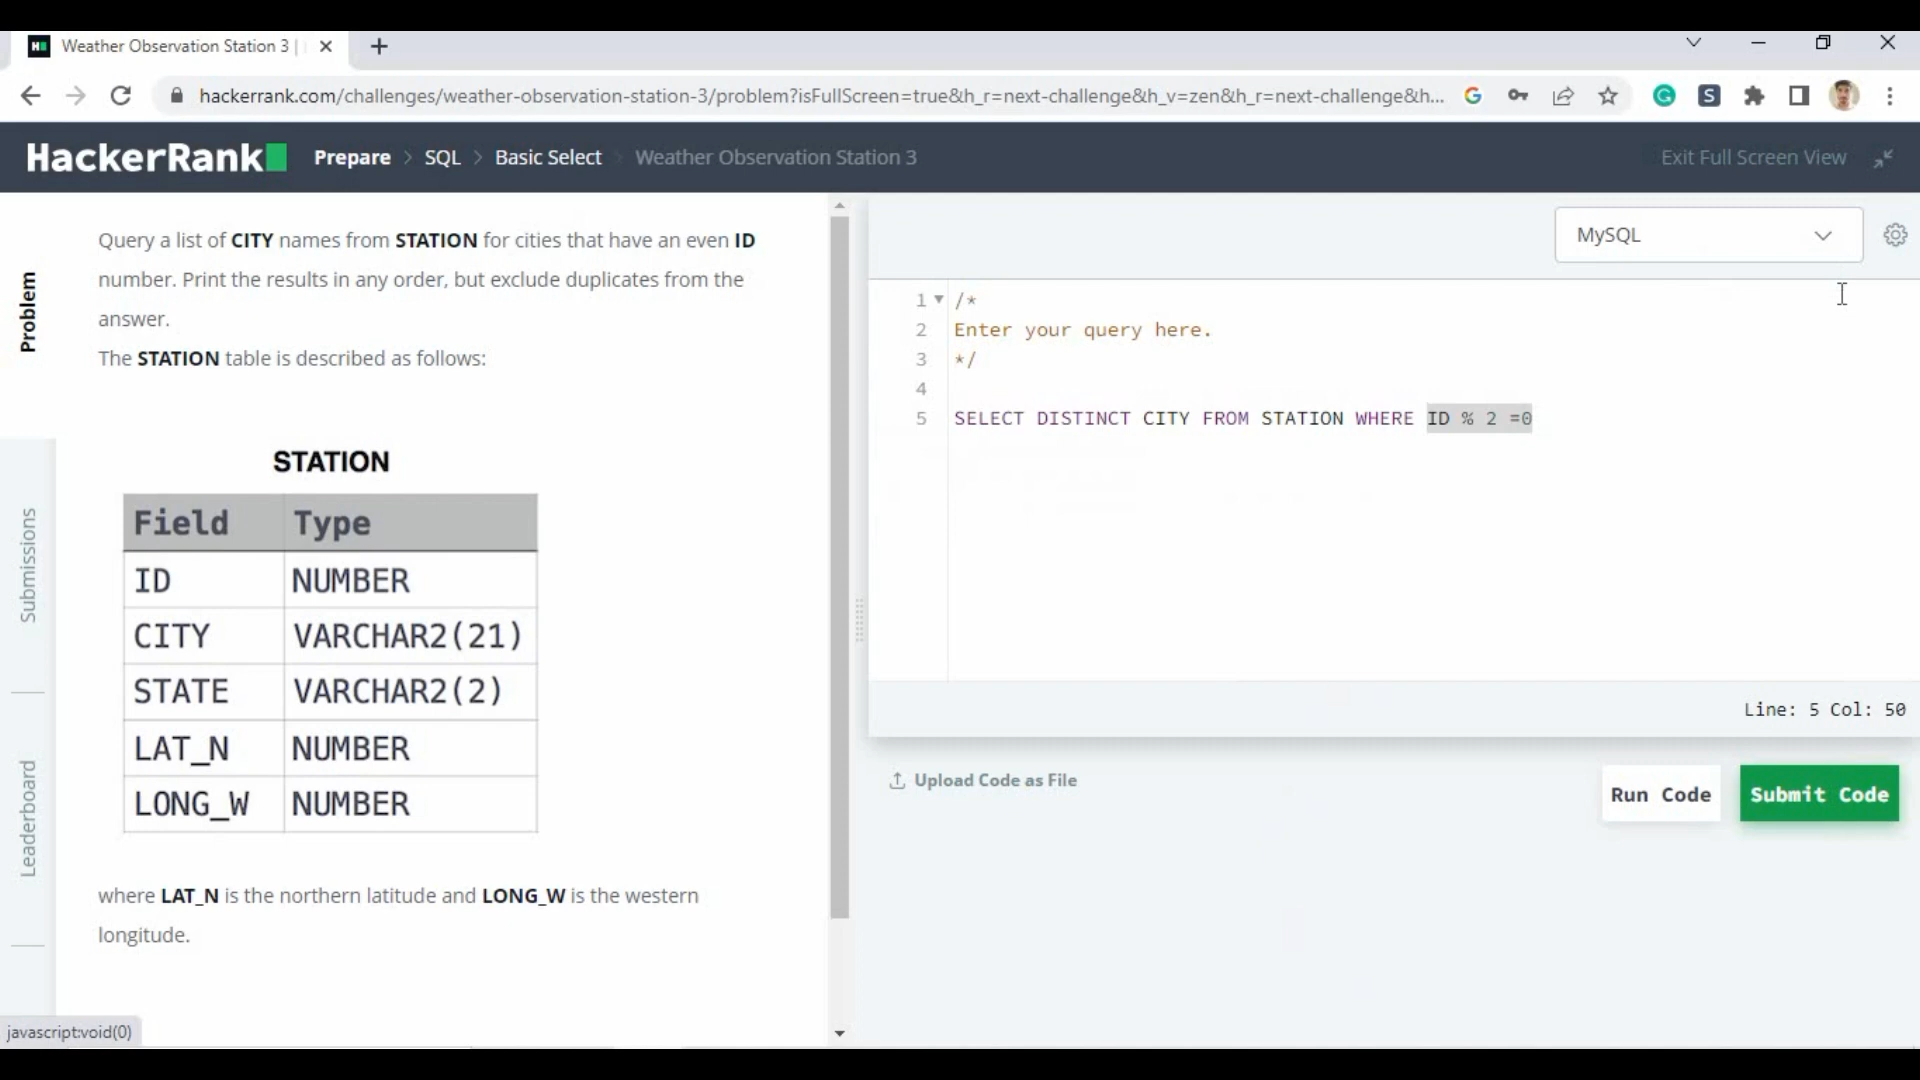 Weather Observation Station 3 |
hackerrank.com/challenges/weather-observation-station-3/problem?isFullScreen=true&h_r=next-challenge&h_v=zen&h_r=next-challenge&h...
HackerRank Prepare > SQL > Basic Select > Weather Observation Station 3 Exit Full Screen View
Problem
Submissions
Leaderboard
Query a list of CITY names from STATION for cities that have an even ID
number. Print the results in any order, but exclude duplicates from the
answer.
The STATION table is described as follows:
STATION
Field Type
ID NUMBER
CITY VARCHAR2(21)
STATE VARCHAR2(2)
LAT_N NUMBER
LONG_W NUMBER
where LAT_N is the northern latitude and LONG_W is the western
longitude.
javascript:void(0)
MySQL
1 /*
2 Enter your query here.
3 */
4
5 SELECT DISTINCT CITY FROM STATION WHERE ID % 2 =0
Line: 5 Col: 50
Upload Code as File
Run Code
Submit Code